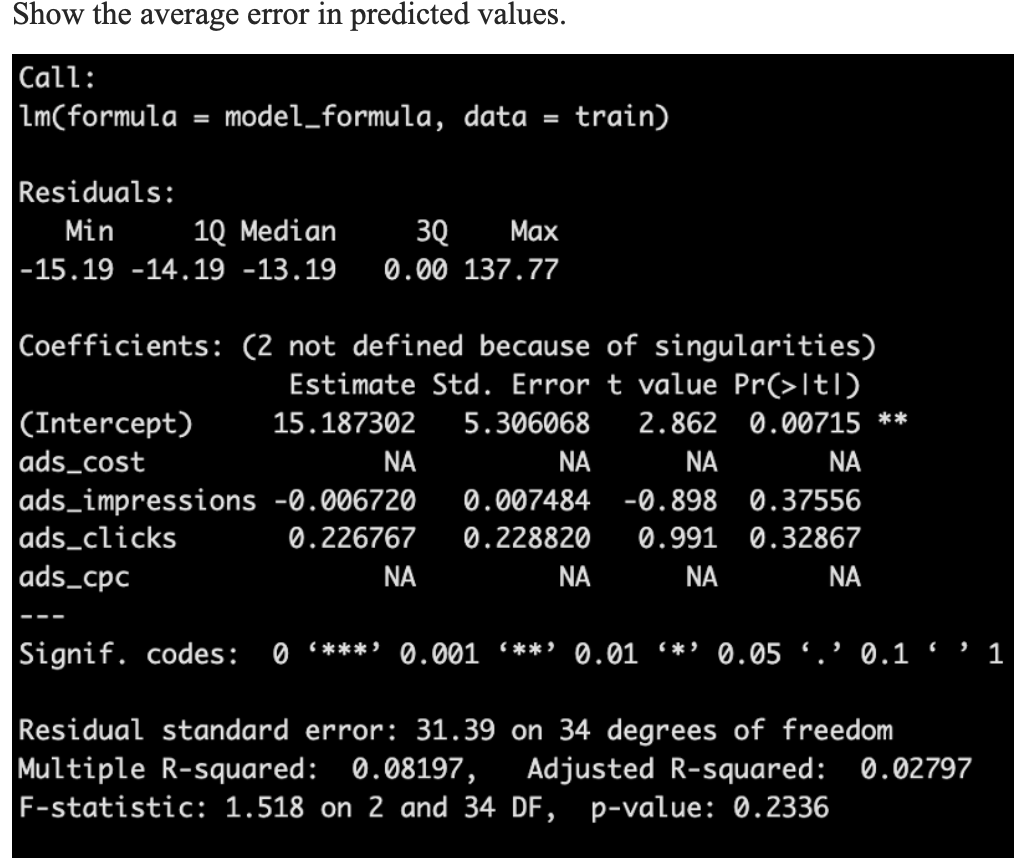 Show the average error in predicted values.
Call:
lm(formula = model_formula, data = train)
Residuals:
Min 1Q Median 3Q Max
-15.19 -14.19 -13.19 0.00 137.77
Coefficients: (2 not defined because of singularities)
Estimate Std. Error t value Pr(>|t|)
(Intercept) 15.187302 5.306068 2.862 0.00715 **
ads_cost NA NA NA NA
ads_impressions -0.006720 0.007484 -0.898 0.37556
ads_clicks 0.226767 0.228820 0.991 0.32867
ads_cpc NA NA NA NA
---
Signif. codes: 0 ‘***’ 0.001 ‘**’ 0.01 ‘*’ 0.05 ‘.’ 0.1 ‘ ’ 1
Residual standard error: 31.39 on 34 degrees of freedom
Multiple R-squared: 0.08197, Adjusted R-squared: 0.02797
F-statistic: 1.518 on 2 and 34 DF, p-value: 0.2336